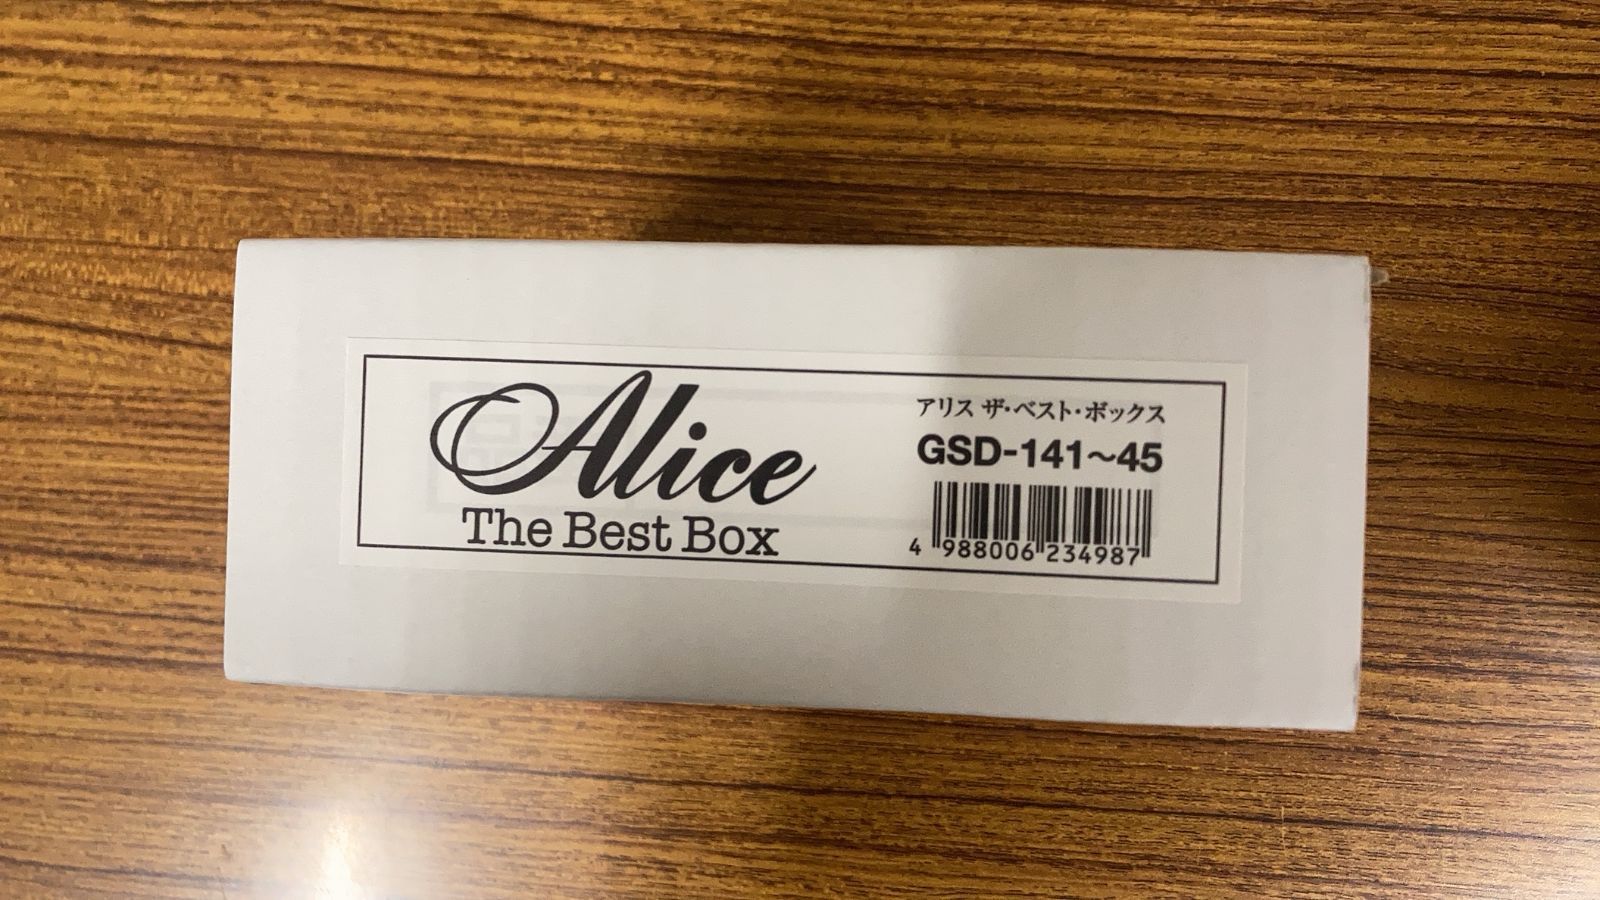 Alice
The Best Box
アリス ザ・ベスト・ボックス
GSD-141～45
4 988006 234987